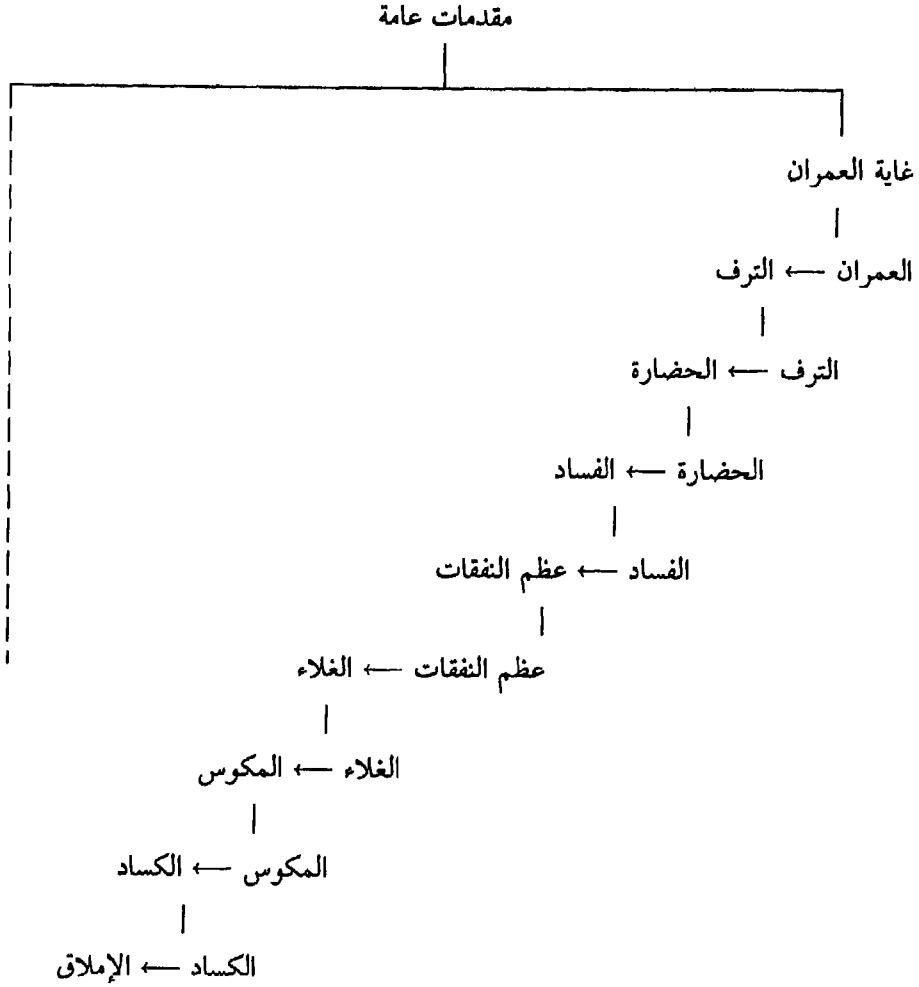 مقدمات عامة
غاية العمران
العمران ← الترف
الترف ← الحضارة
الحضارة ← الفساد
الفساد ← عظم النفقات
عظم النفقات ← الغلاء
الغلاء ← المكوس
المكوس ← الكساد
الكساد ← الإملاق